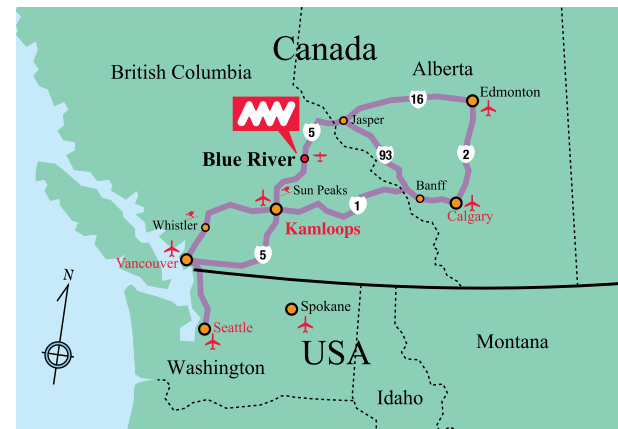 Canada
British Columbia
Alberta
16
Edmonton
MW
5
Jasper
Blue River
93
2
Sun Peaks
Banff
1
Calgary
Whistler
Kamloops
Vancouver
5
N
Spokane
Seattle
USA
Montana
Washington
Idaho